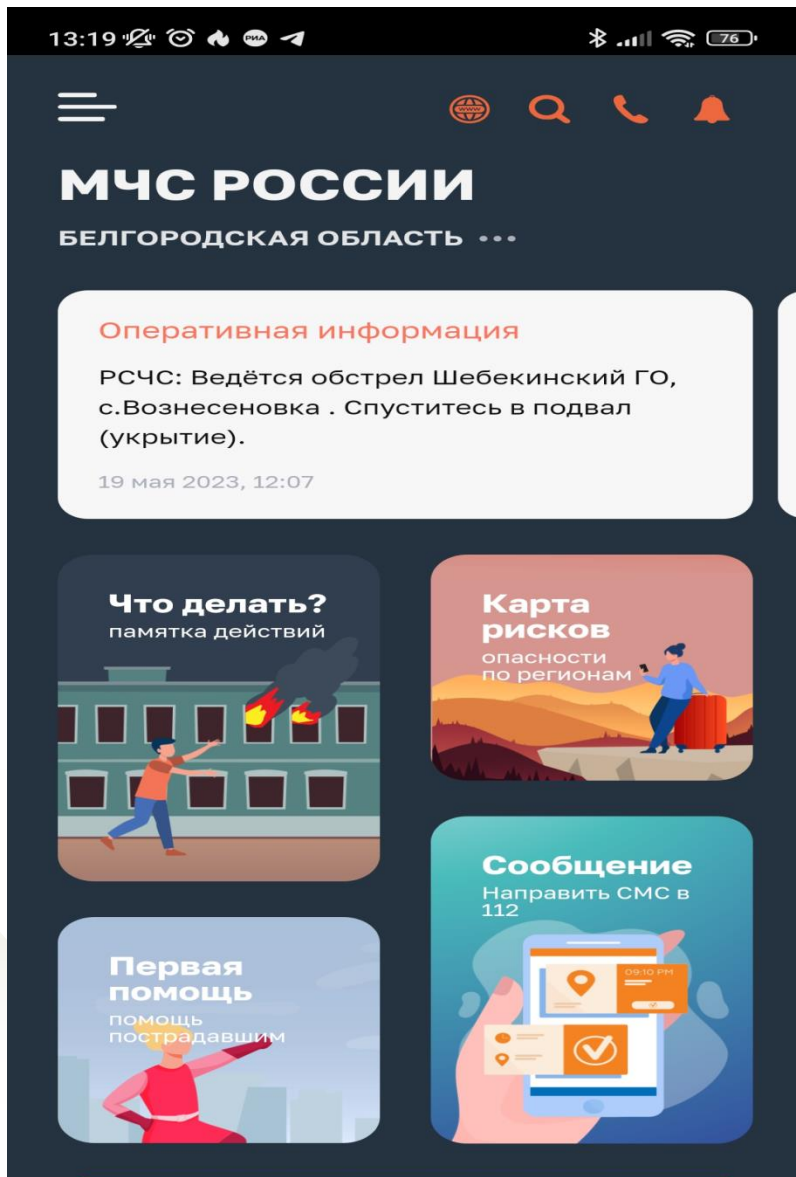 13:19
РИА
76
www
МЧС РОССИИ
БЕЛГОРОДСКАЯ ОБЛАСТЬ •••
Оперативная информация
РСЧС: Ведётся обстрел Шебекинский ГО,
с.Вознесеновка . Спуститесь в подвал
(укрытие).
19 мая 2023, 12:07
Что делать?
памятка действий
Карта
рисков
опасности
по регионам
Сообщение
Направить СМС в
112
09:10 PM
Первая
помощь
помощь
пострадавшим